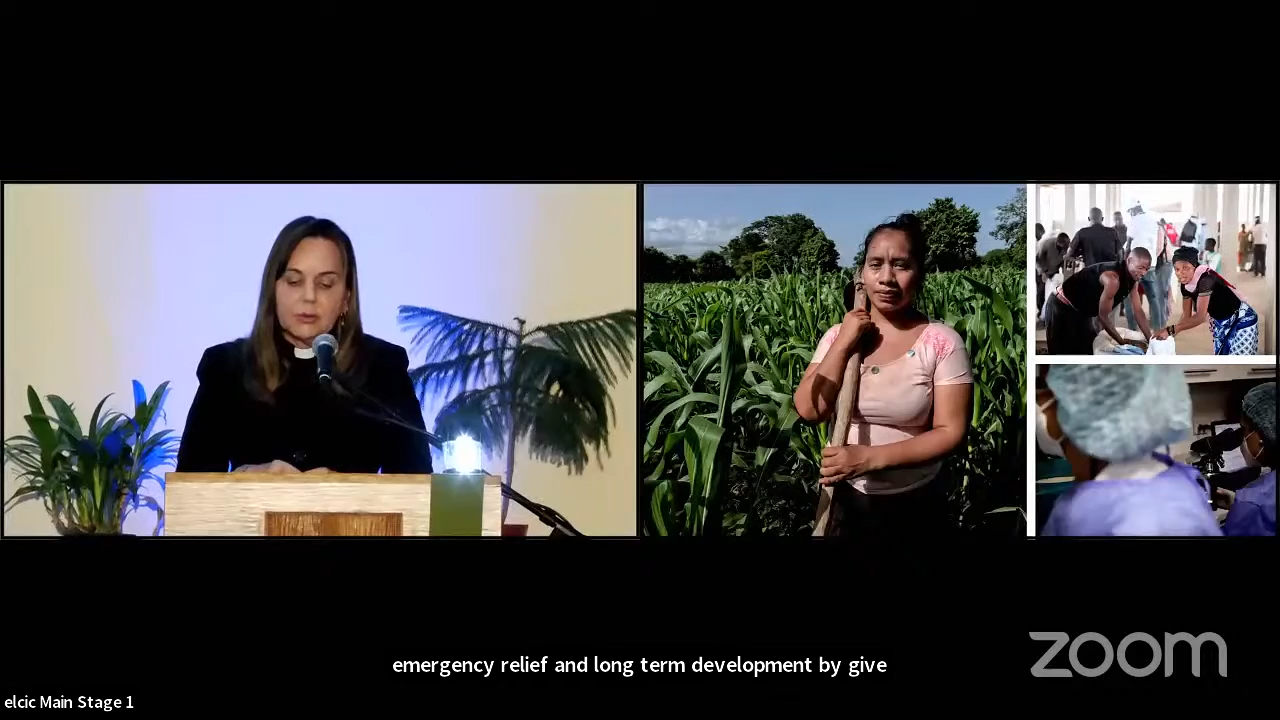 emergency relief and long term development by give
zoom
elcic Main Stage 1